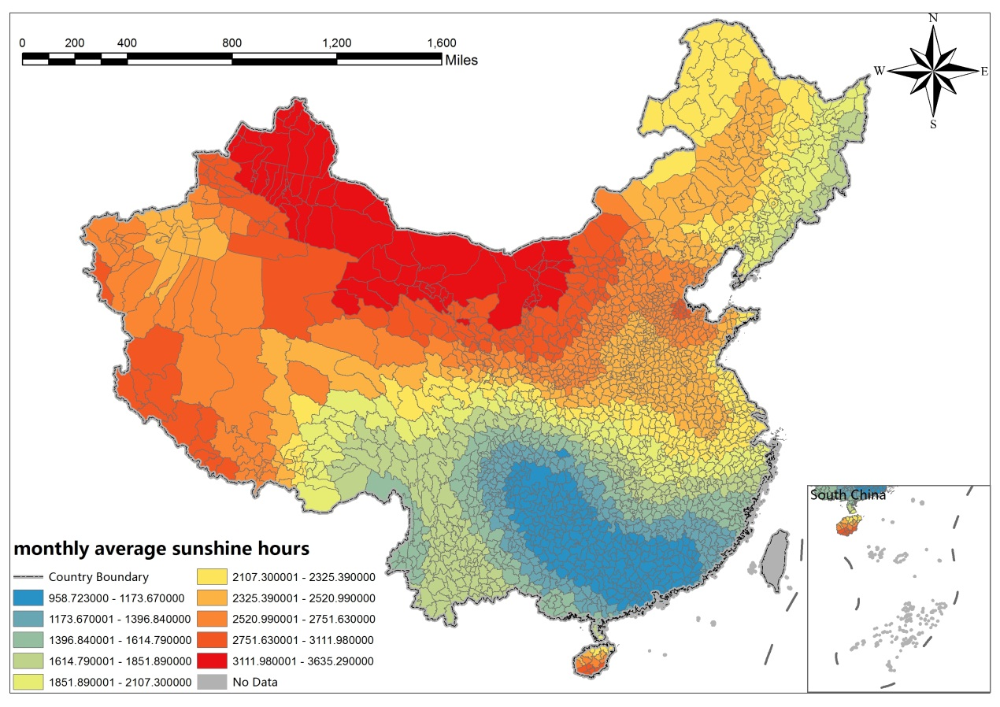 N
0 200 400 800 1,200 1,600
Miles
W E
S
South China
monthly average sunshine hours
Country Boundary
958.723000 - 1173.670000
1173.670001 - 1396.840000
1396.840001 - 1614.790000
1614.790001 - 1851.890000
1851.890001 - 2107.300000
2107.300001 - 2325.390000
2325.390001 - 2520.990000
2520.990001 - 2751.630000
2751.630001 - 3111.980000
3111.980001 - 3635.290000
No Data